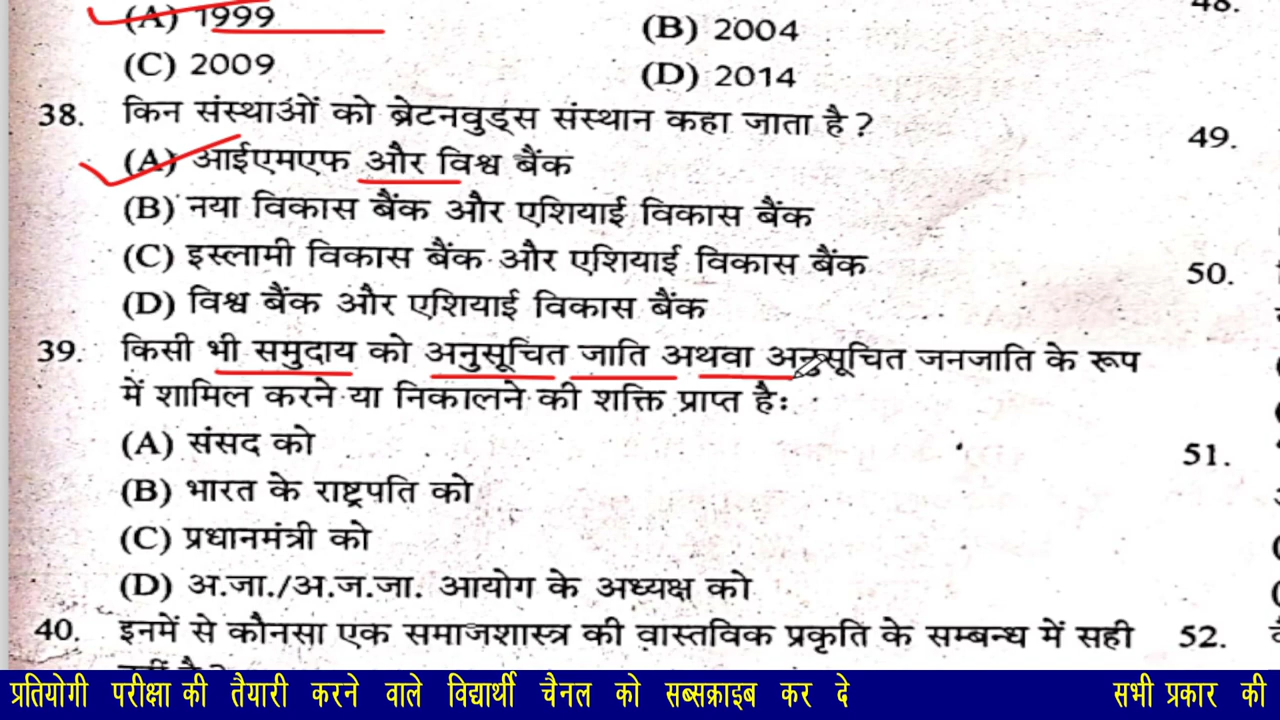 (A) 1999
(B) 2004
48.
(C) 2009
(D) 2014
38. किन संस्थाओं को ब्रेटनवुड्स संस्थान कहा जाता है?
(A) आईएमएफ और विश्व बैंक
(B) नया विकास बैंक और एशियाई विकास बैंक
(C) इस्लामी विकास बैंक और एशियाई विकास बैंक
(D) विश्व बैंक और एशियाई विकास बैंक
39. किसी भी समुदाय को अनुसूचित जाति अथवा अनुसूचित जनजाति के रूप
में शामिल करने या निकालने की शक्ति प्राप्त है:
(A) संसद को
(B) भारत के राष्ट्रपति को
(C) प्रधानमंत्री को
(D) अ.जा./अ.ज.जा. आयोग के अध्यक्ष को
40. इनमें से कौनसा एक समाजशास्त्र की वास्तविक प्रकृति के सम्बन्ध में सही
49.
50.
51.
52.
प्रतियोगी परीक्षा की तैयारी करने वाले विद्यार्थी चैनल को सब्सक्राइब कर दे
सभी प्रकार की